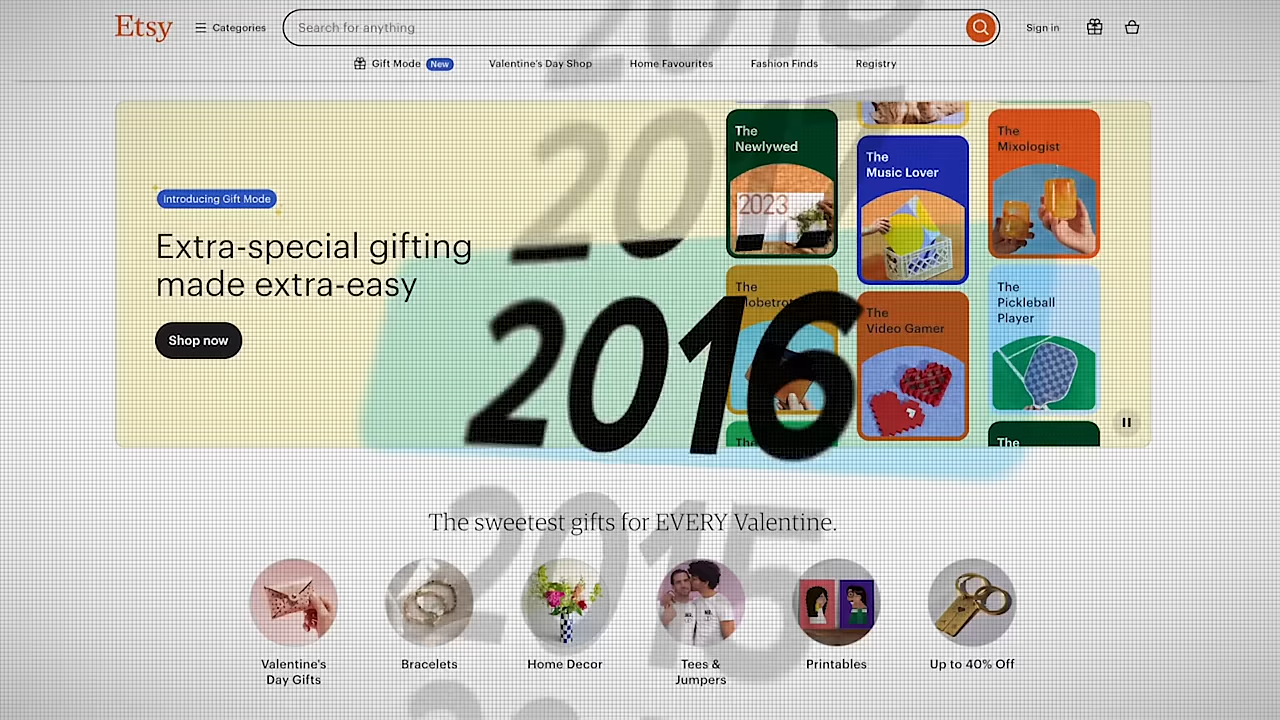 Etsy
Categories
Search for anything
Sign in
Gift Mode
New
Valentine's Day Shop
Home Favourites
Fashion Finds
Registry
2017
Introducing Gift Mode
Extra-special gifting
made extra-easy
Shop now
The
Newlywed
2023
The
Music Lover
The
Mixologist
The
The
Video Gamer
The
Pickleball
Player
The
The
2016
2015
The sweetest gifts for EVERY Valentine.
Valentine's
Day Gifts
Bracelets
Home Decor
Tees &
Jumpers
Printables
Up to 40% Off